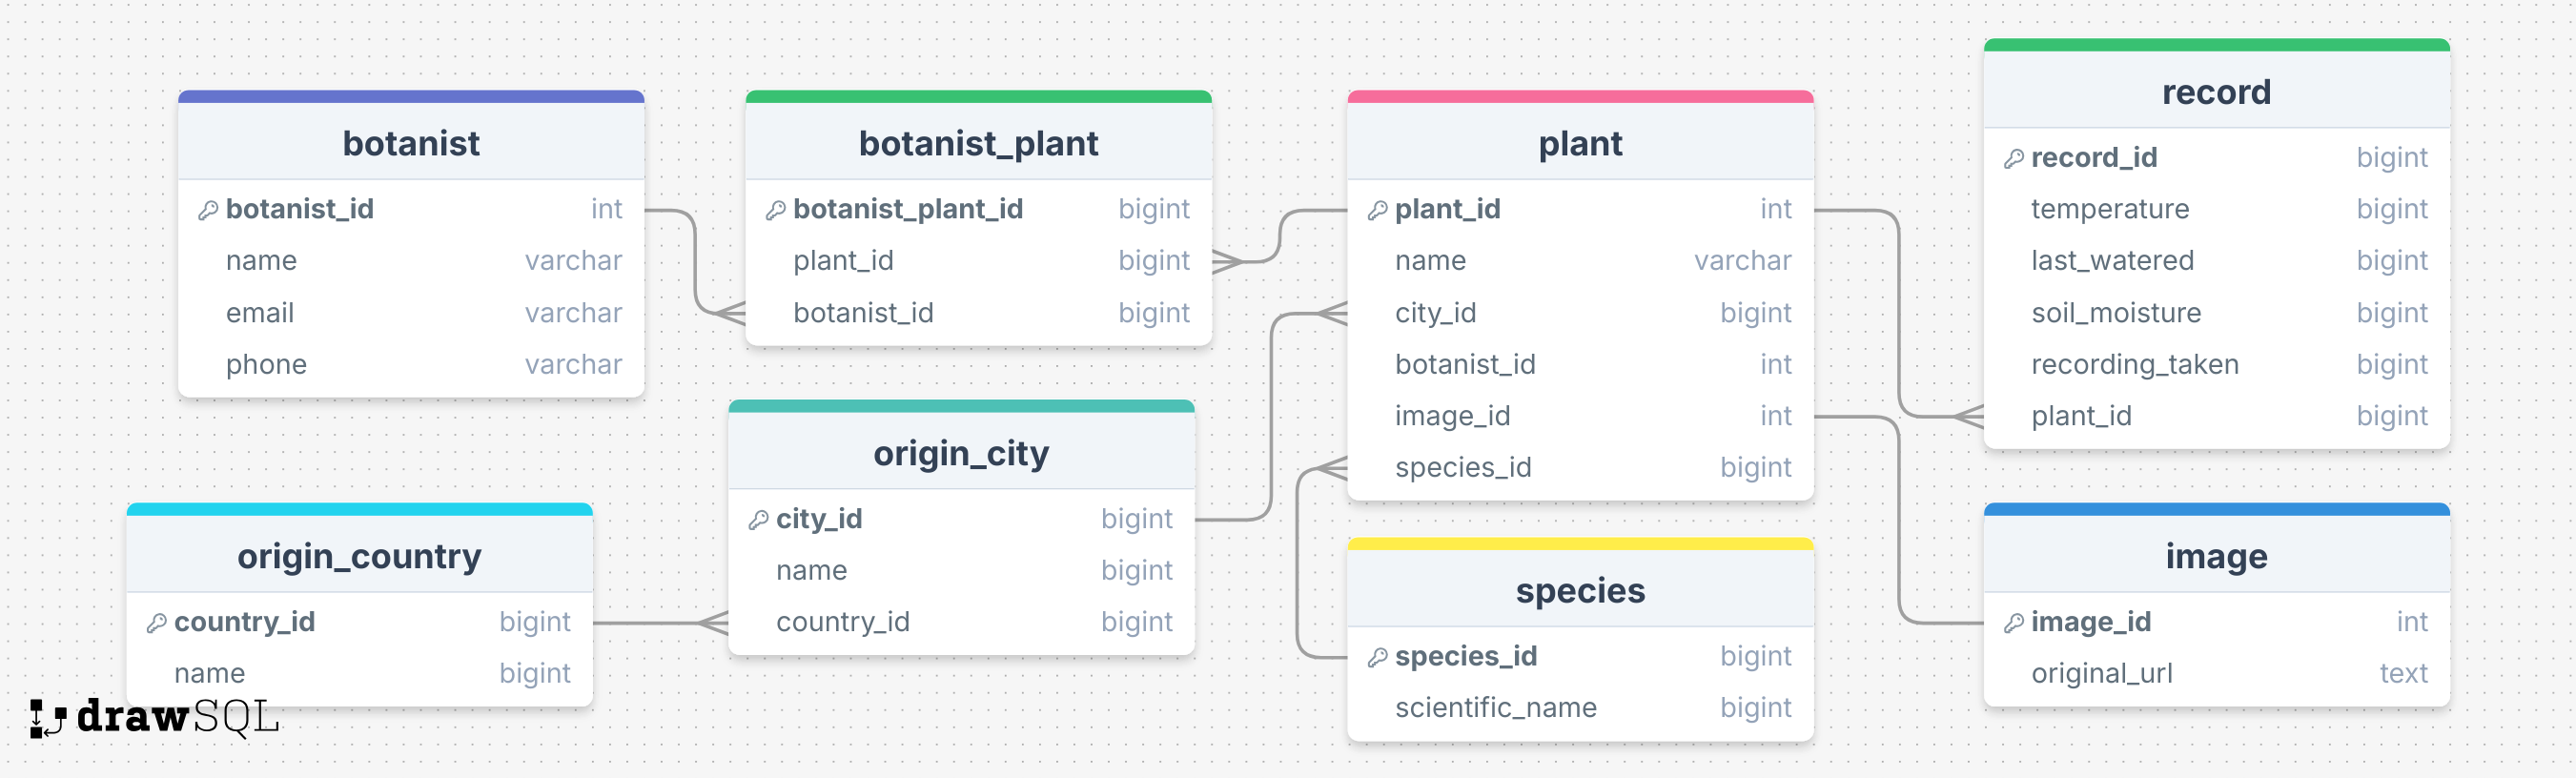 botanist
botanist_id int
name varchar
email varchar
phone varchar
botanist_plant
botanist_plant_id bigint
plant_id bigint
botanist_id bigint
plant
plant_id int
name varchar
city_id bigint
botanist_id int
image_id int
species_id bigint
record
record_id bigint
temperature bigint
last_watered bigint
soil_moisture bigint
recording_taken bigint
plant_id bigint
origin_country
country_id bigint
name bigint
origin_city
city_id bigint
name bigint
country_id bigint
species
species_id bigint
scientific_name bigint
image
image_id int
original_url text
drawSQL